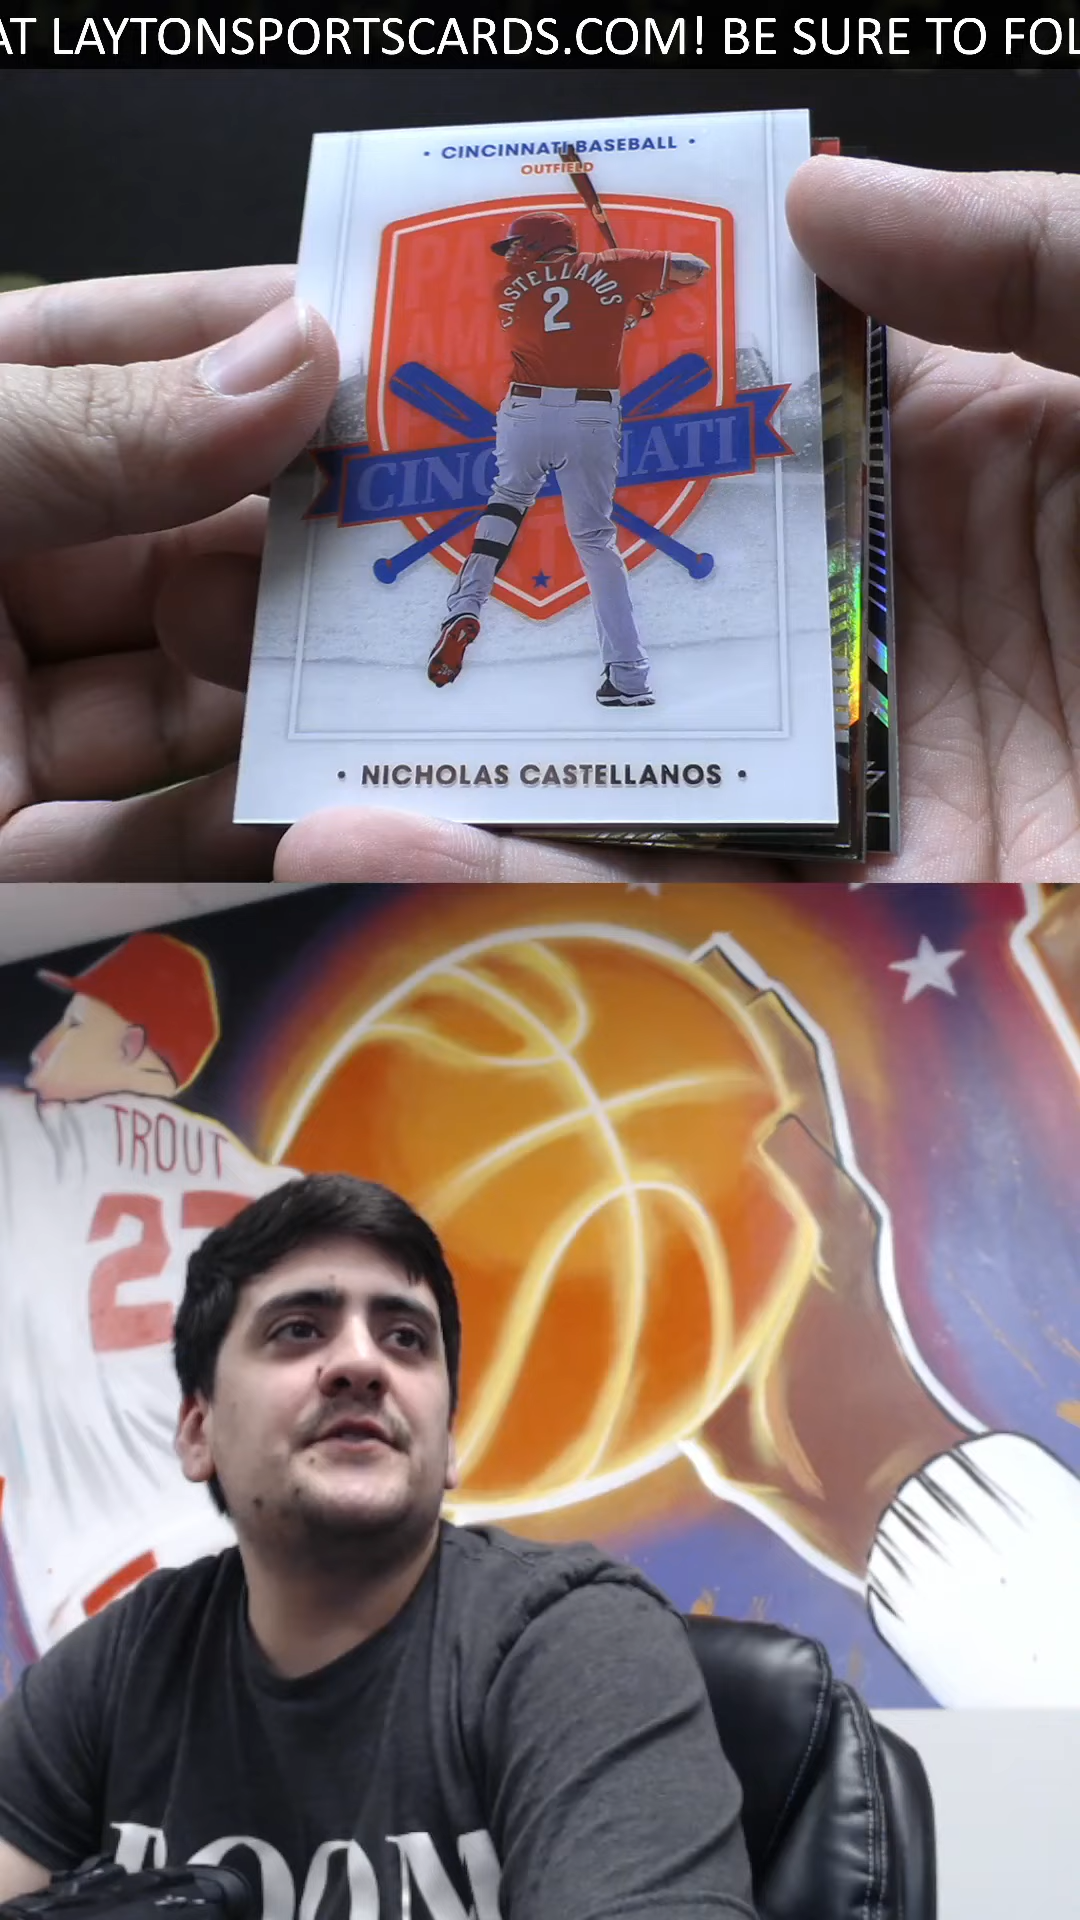 AT LAYTONSPORTSCARDS.COM! BE SURE TO FOL
• CINCINNATI BASEBALL •
OUTFIELD
CASTELLANOS
2
CINCINNATI
• NICHOLAS CASTELLANOS •
TROUT
27